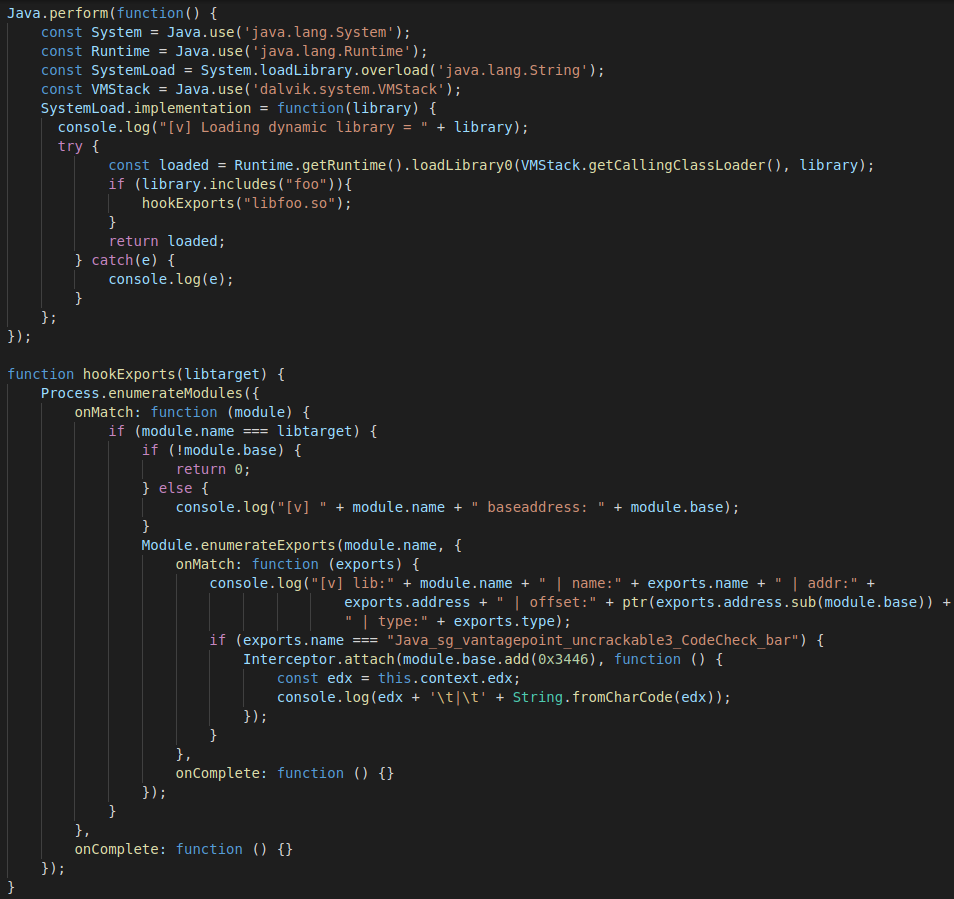 Java.perform(function() {
    const System = Java.use('java.lang.System');
    const Runtime = Java.use('java.lang.Runtime');
    const SystemLoad = System.loadLibrary.overload('java.lang.String');
    const VMStack = Java.use('dalvik.system.VMStack');
    SystemLoad.implementation = function(library) {
      console.log("[v] Loading dynamic library = " + library);
      try {
            const loaded = Runtime.getRuntime().loadLibrary0(VMStack.getCallingClassLoader(), library);
            if (library.includes("foo")){
                hookExports("libfoo.so");
            }
            return loaded;
        } catch(e) {
            console.log(e);
        }
    };
});

function hookExports(libtarget) {
    Process.enumerateModules({
        onMatch: function (module) {
            if (module.name === libtarget) {
                if (!module.base) {
                    return 0;
                } else {
                    console.log("[v] " + module.name + " baseaddress: " + module.base);
                }
                Module.enumerateExports(module.name, {
                    onMatch: function (exports) {
                        console.log("[v] lib:" + module.name + " | name:" + exports.name + " | addr:" +
                                        exports.address + " | offset:" + ptr(exports.address.sub(module.base)) +
                                        " | type:" + exports.type);
                        if (exports.name === "Java_sg_vantagepoint_uncrackable3_CodeCheck_bar") {
                            Interceptor.attach(module.base.add(0x3446), function () {
                                const edx = this.context.edx;
                                console.log(edx + '\t|\t' + String.fromCharCode(edx));
                            });
                        }
                    },
                    onComplete: function () {}
                });
            }
        },
        onComplete: function () {}
    });
}